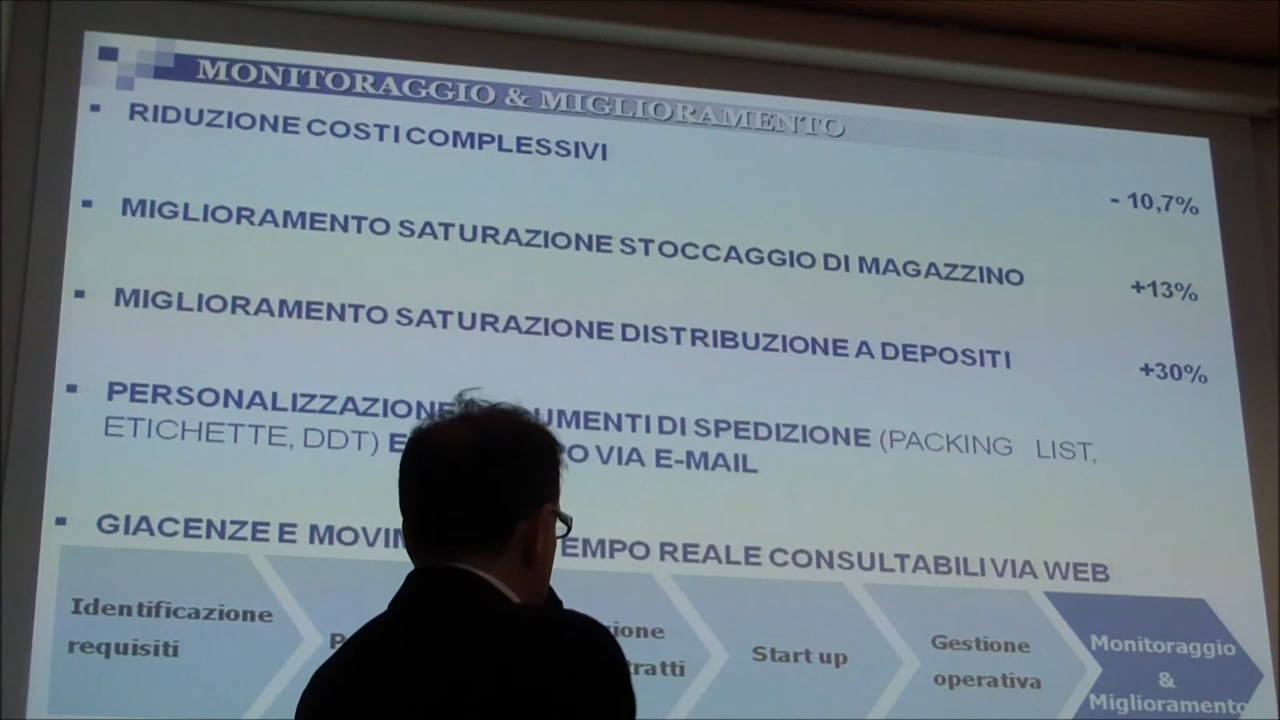 MONITORAGGIO & MIGLIORAMENTO
RIDUZIONE COSTI COMPLESSIVI
- 10,7%
MIGLIORAMENTO SATURAZIONE STOCCAGGIO DI MAGAZZINO
+13%
MIGLIORAMENTO SATURAZIONE DISTRIBUZIONE A DEPOSITI
+30%
PERSONALIZZAZIONE DI SPEDIZIONE (PACKING LIST,
ETICHETTE, DDT) VIA E-MAIL
GIACENZE E REALE CONSULTABILI VIA WEB
Identificazione
requisiti
Start up
Gestione
operativa
Monitoraggio
&
Miglioramento